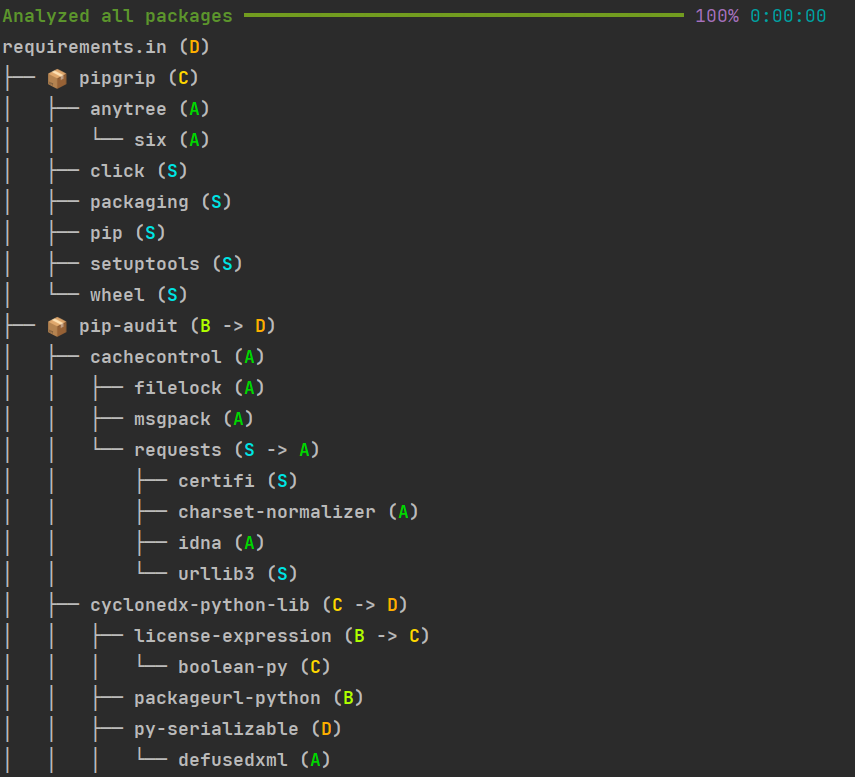 Analyzed all packages 100% 0:00:00
requirements.in (D)
├── 📦 pipgrip (C)
│   ├── anytree (A)
│   │   └── six (A)
│   ├── click (S)
│   ├── packaging (S)
│   ├── pip (S)
│   ├── setuptools (S)
│   └── wheel (S)
├── 📦 pip-audit (B -> D)
│   ├── cachecontrol (A)
│   │   ├── filelock (A)
│   │   ├── msgpack (A)
│   │   └── requests (S -> A)
│   │       ├── certifi (S)
│   │       ├── charset-normalizer (A)
│   │       ├── idna (A)
│   │       └── urllib3 (S)
│   ├── cyclonedx-python-lib (C -> D)
│   │   ├── license-expression (B -> C)
│   │   │   └── boolean-py (C)
│   │   ├── packageurl-python (B)
│   │   ├── py-serializable (D)
│   │   │   └── defusedxml (A)